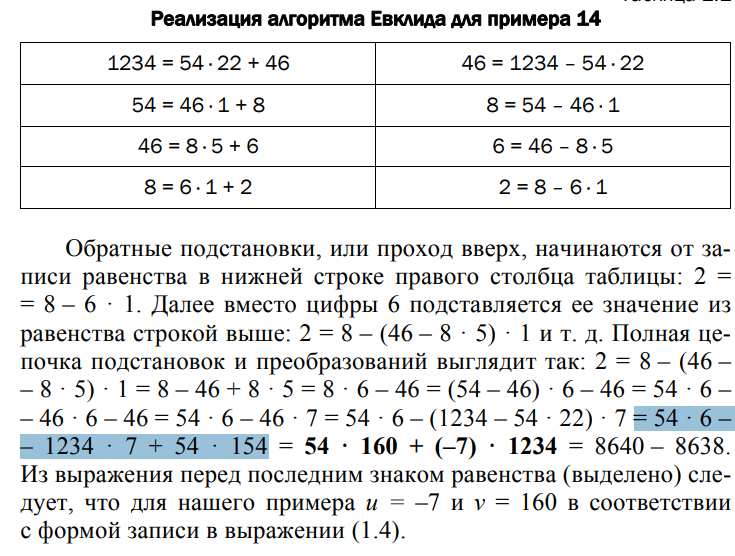 Реализация алгоритма Евклида для примера 14
1234 = 54 · 22 + 46 46 = 1234 – 54 · 22
54 = 46 · 1 + 8 8 = 54 – 46 · 1
46 = 8 · 5 + 6 6 = 46 – 8 · 5
8 = 6 · 1 + 2 2 = 8 – 6 · 1
Обратные подстановки, или проход вверх, начинаются от за-
писи равенства в нижней строке правого столбца таблицы: 2 =
= 8 – 6 · 1. Далее вместо цифры 6 подставляется ее значение из
равенства строкой выше: 2 = 8 – (46 – 8 · 5) · 1 и т. д. Полная це-
почка подстановок и преобразований выглядит так: 2 = 8 – (46 –
– 8 · 5) · 1 = 8 – 46 + 8 · 5 = 8 · 6 – 46 = (54 – 46) · 6 – 46 = 54 · 6 –
– 46 · 6 – 46 = 54 · 6 – 46 · 7 = 54 · 6 – (1234 – 54 · 22) · 7 = 54 · 6 –
– 1234 · 7 + 54 · 154 = 54 · 160 + (–7) · 1234 = 8640 – 8638.
Из выражения перед последним знаком равенства (выделено) сле-
дует, что для нашего примера u = –7 и v = 160 в соответствии
с формой записи в выражении (1.4).